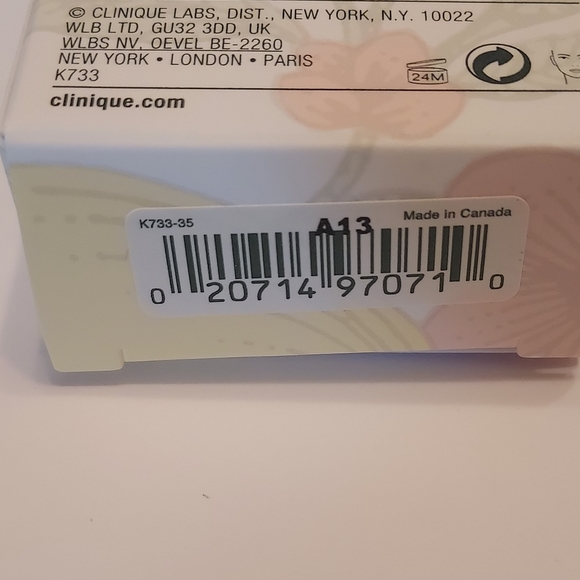 © CLINIQUE LABS, DIST., NEW YORK, N.Y. 10022
WLB LTD, GU32 3DD, UK
WLBS NV. OEVEL BE-2260
NEW YORK • LONDON • PARIS
K733
24M
clinique.com
K733-35
A13
Made in Canada
0 20714 97071 0